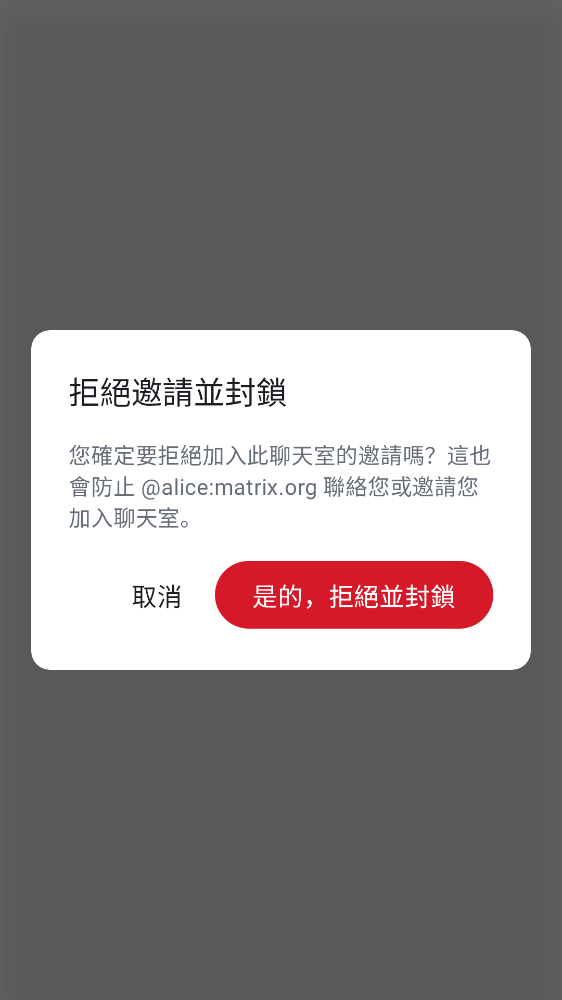 拒絕邀請並封鎖
您確定要拒絕加入此聊天室的邀請嗎？這也
會防止 @alice:matrix.org 聯絡您或邀請您
加入聊天室。
取消
是的，拒絕並封鎖